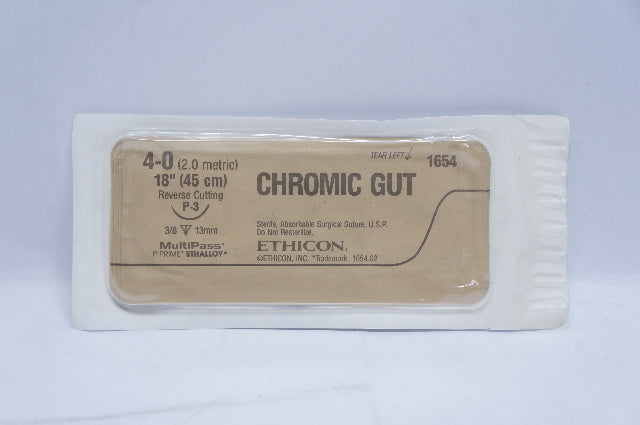 4-0 (2.0 metric)
18" (45 cm)
Reverse Cutting
P-3
3/8 13mm
MultiPass*
P PRIME* ETHALLOY*
TEAR LEFT
1654
CHROMIC GUT
Sterile, Absorbable Surgical Suture, U.S.P.
Do Not Resterilize.
ETHICON.
©ETHICON, INC. *Trademark 1654.02